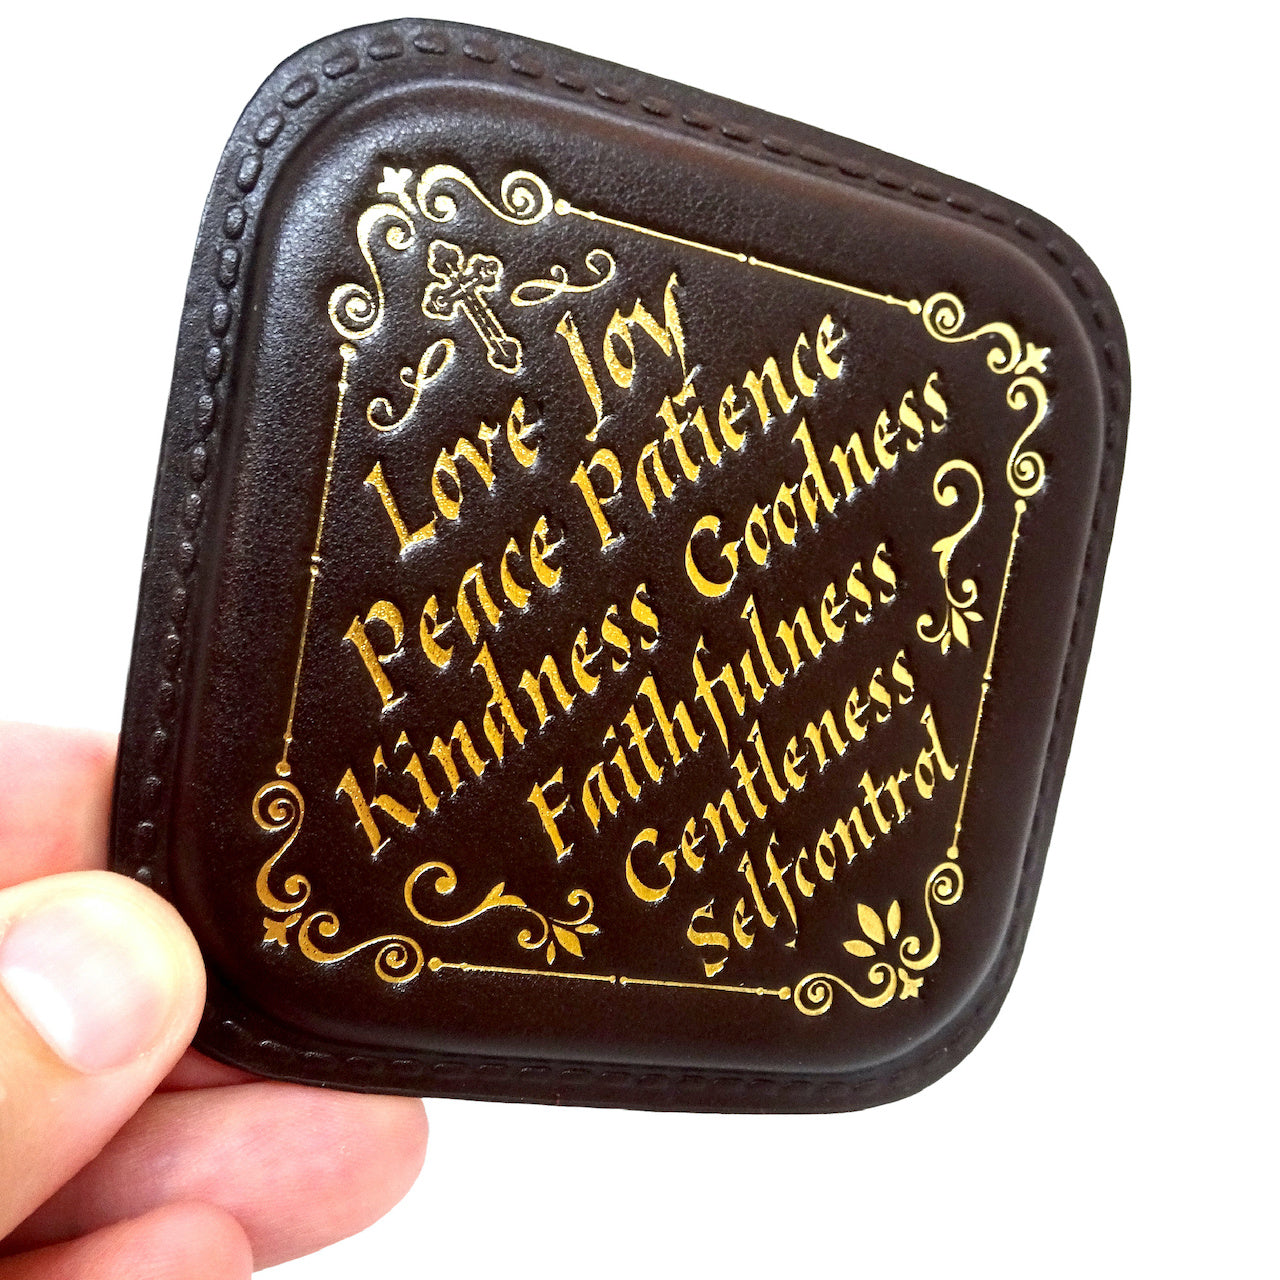 Love Joy
Peace Patience
Kindness Goodness
Faithfulness
Gentleness
Selfcontrol